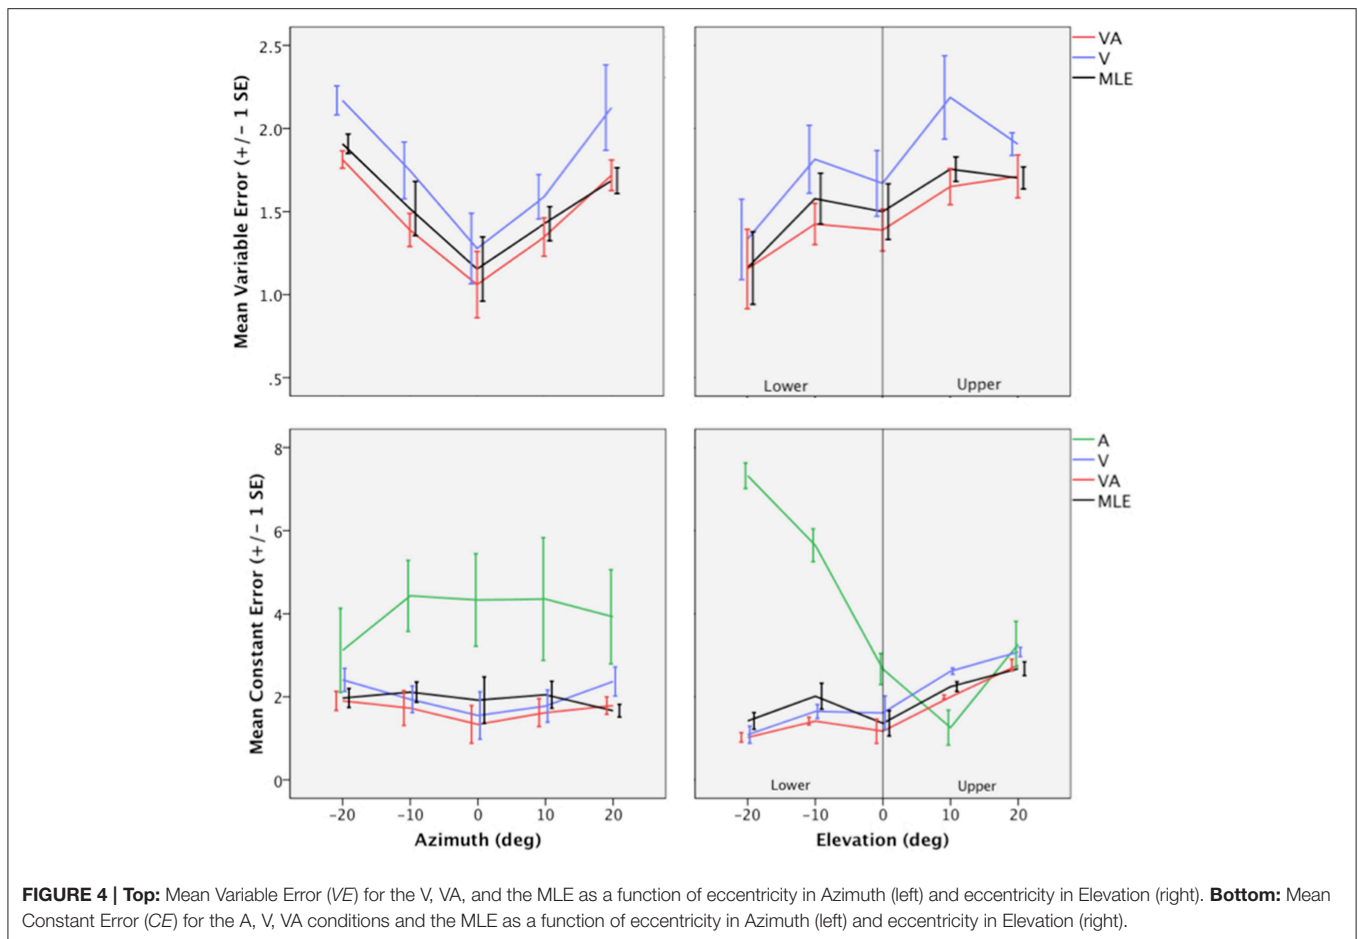 Mean Variable Error (+/− 1 SE)
2.5
2.0
1.5
1.0
.5
Lower
Upper
VA
V
MLE
Mean Constant Error (+/− 1 SE)
8
6
4
2
0
−20
−10
0
10
20
Azimuth (deg)
Lower
Upper
−20
−10
0
10
20
Elevation (deg)
A
V
VA
MLE
FIGURE 4 | Top: Mean Variable Error (VE) for the V, VA, and the MLE as a function of eccentricity in Azimuth (left) and eccentricity in Elevation (right). Bottom: Mean
Constant Error (CE) for the A, V, VA conditions and the MLE as a function of eccentricity in Azimuth (left) and eccentricity in Elevation (right).